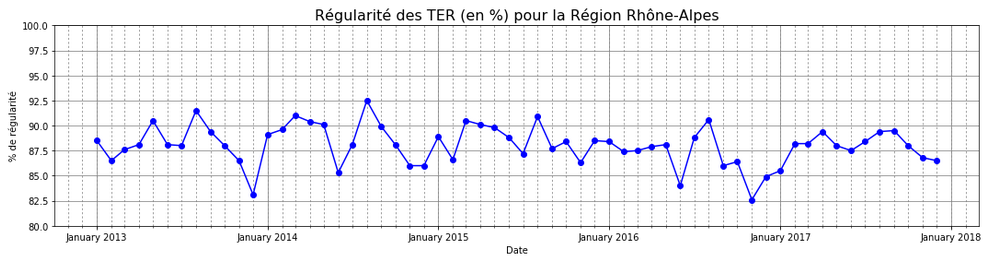 Régularité des TER (en %) pour la Région Rhône-Alpes
100.0
97.5
95.0
92.5
90.0
87.5
85.0
82.5
80.0
% de régularité
January 2013 January 2014 January 2015 January 2016 January 2017 January 2018
Date